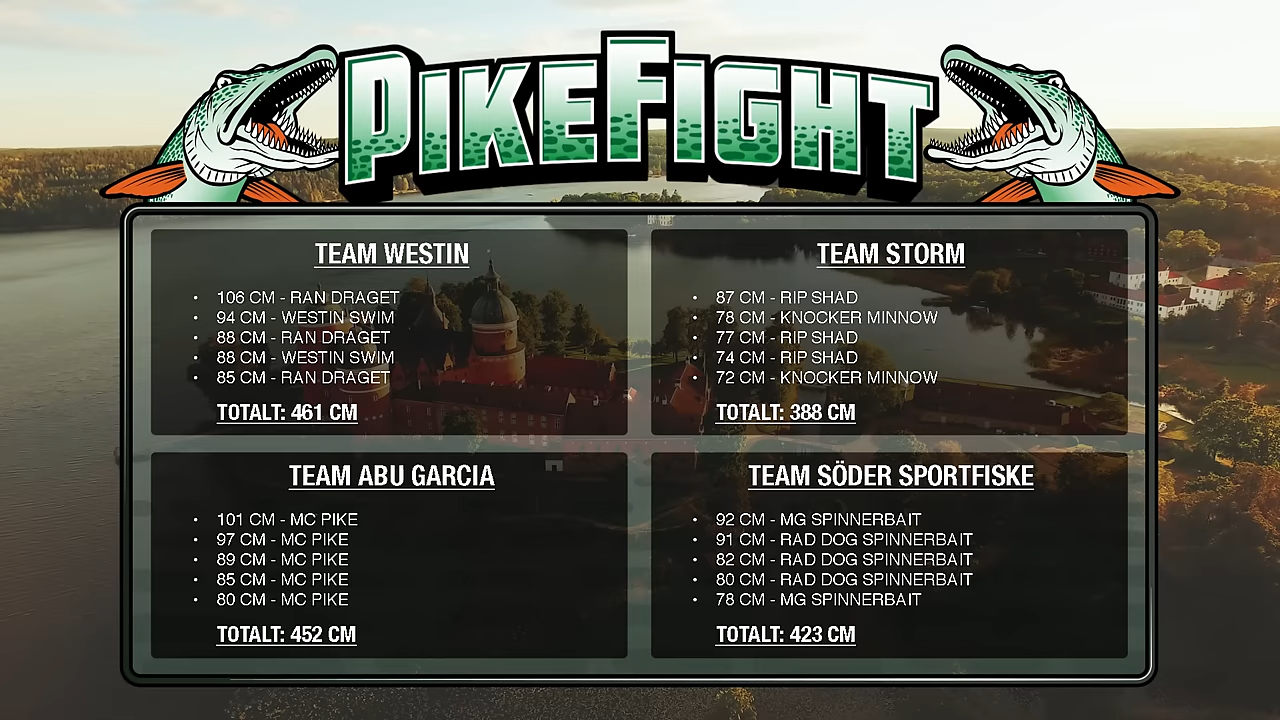 PIKEFIGHT
TEAM WESTIN
• 106 CM - RAN DRAGET
• 94 CM - WESTIN SWIM
• 88 CM - RAN DRAGET
• 88 CM - WESTIN SWIM
• 85 CM - RAN DRAGET
TOTALT: 461 CM
TEAM STORM
• 87 CM - RIP SHAD
• 78 CM - KNOCKER MINNOW
• 77 CM - RIP SHAD
• 74 CM - RIP SHAD
• 72 CM - KNOCKER MINNOW
TOTALT: 388 CM
TEAM ABU GARCIA
• 101 CM - MC PIKE
• 97 CM - MC PIKE
• 89 CM - MC PIKE
• 85 CM - MC PIKE
• 80 CM - MC PIKE
TOTALT: 452 CM
TEAM SÖDER SPORTFISKE
• 92 CM - MG SPINNERBAIT
• 91 CM - RAD DOG SPINNERBAIT
• 82 CM - RAD DOG SPINNERBAIT
• 80 CM - RAD DOG SPINNERBAIT
• 78 CM - MG SPINNERBAIT
TOTALT: 423 CM